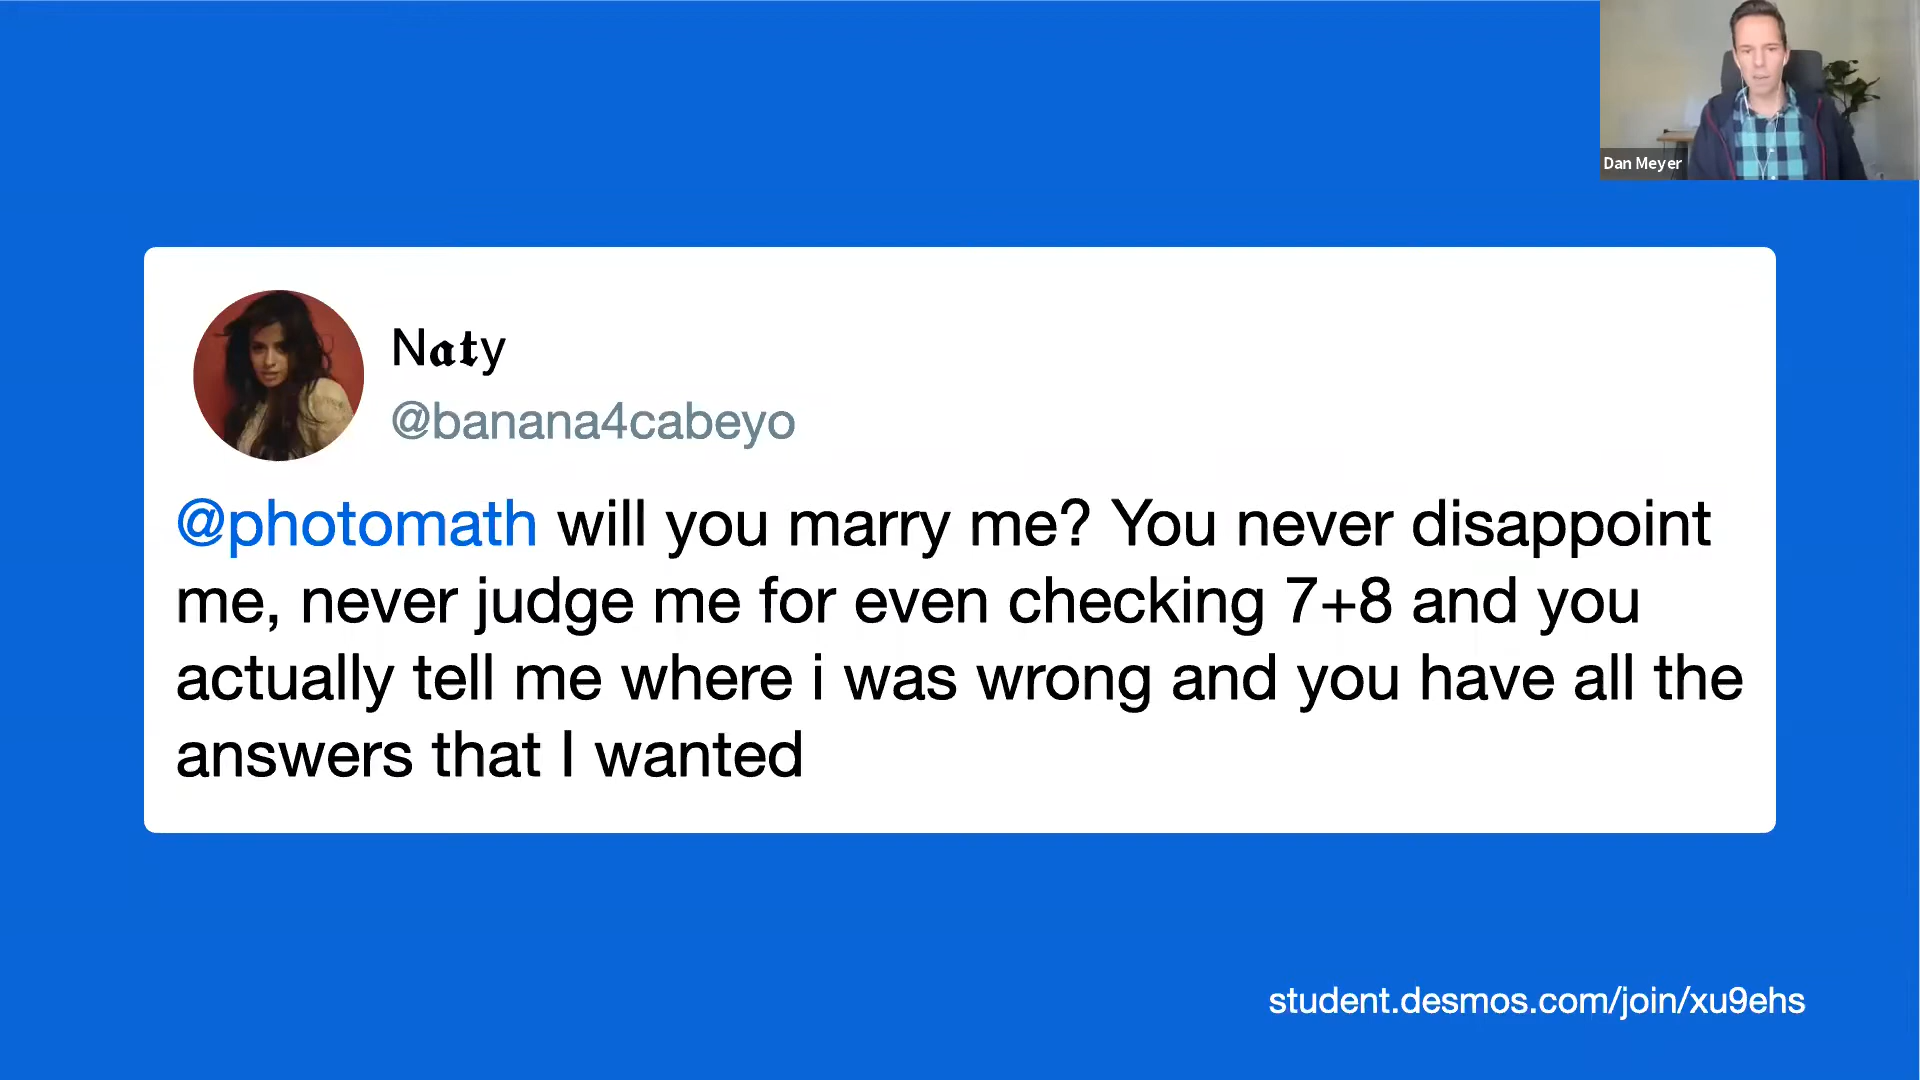 Dan Meyer
N𝖆𝖙y
@banana4cabeyo
@photomath will you marry me? You never disappoint
me, never judge me for even checking 7+8 and you
actually tell me where i was wrong and you have all the
answers that I wanted
student.desmos.com/join/xu9ehs